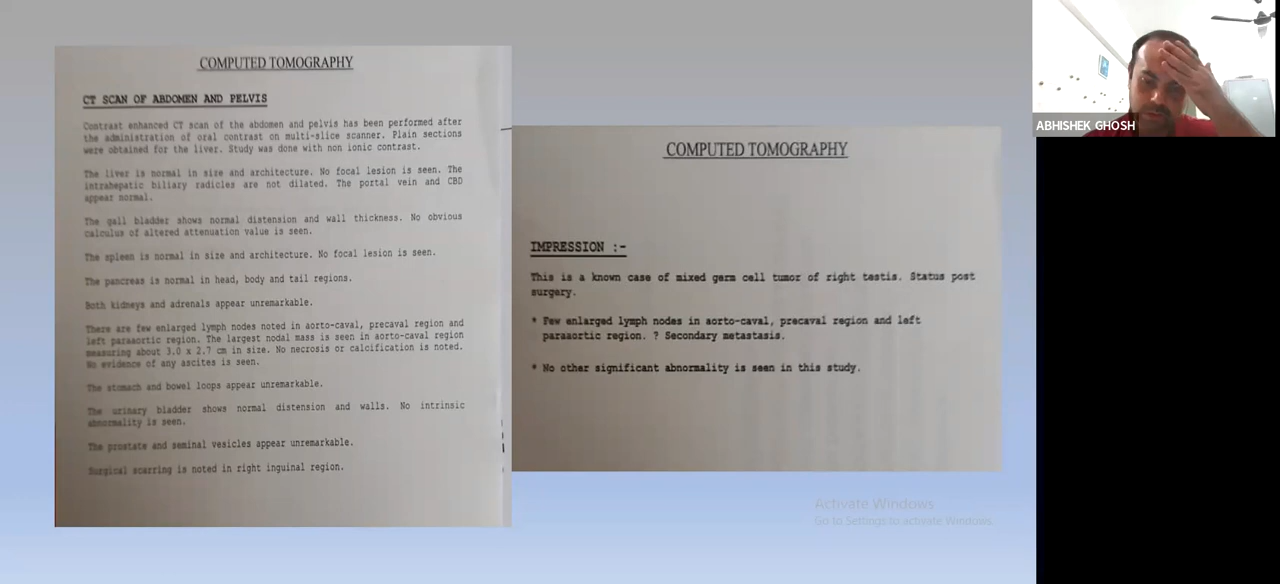 COMPUTED TOMOGRAPHY
CT SCAN OF ABDOMEN AND PELVIS
Contrast enhanced CT scan of the abdomen and pelvis has been performed after
the administration of oral contrast on multi-slice scanner. Plain sections
were obtained for the liver. Study was done with non ionic contrast.
The liver is normal in size and architecture. No focal lesion is seen. The
intrahepatic biliary radicles are not dilated. The portal vein and CBD
appear normal.
The gall bladder shows normal distension and wall thickness. No obvious
calculus of altered attenuation value is seen.
The spleen is normal in size and architecture. No focal lesion is seen.
The pancreas is normal in head, body and tail regions.
Both kidneys and adrenals appear unremarkable.
There are few enlarged lymph nodes noted in aorto-caval, precaval region and
left paraaortic region. The largest nodal mass is seen in aorto-caval region
measuring about 3.0 x 2.7 cm in size. No necrosis or calcification is noted.
No evidence of any ascites is seen.
The stomach and bowel loops appear unremarkable.
The urinary bladder shows normal distension and walls. No intrinsic
abnormality is seen.
The prostate and seminal vesicles appear unremarkable.
Surgical scarring is noted in right inguinal region.
COMPUTED TOMOGRAPHY
IMPRESSION :-
This is a known case of mixed germ cell tumor of right testis. Status post
surgery.
* Few enlarged lymph nodes in aorto-caval, precaval region and left
paraaortic region. ? Secondary metastasis.
* No other significant abnormality is seen in this study.
Activate Windows
Go to Settings to activate Windows.
ABHISHEK GHOSH